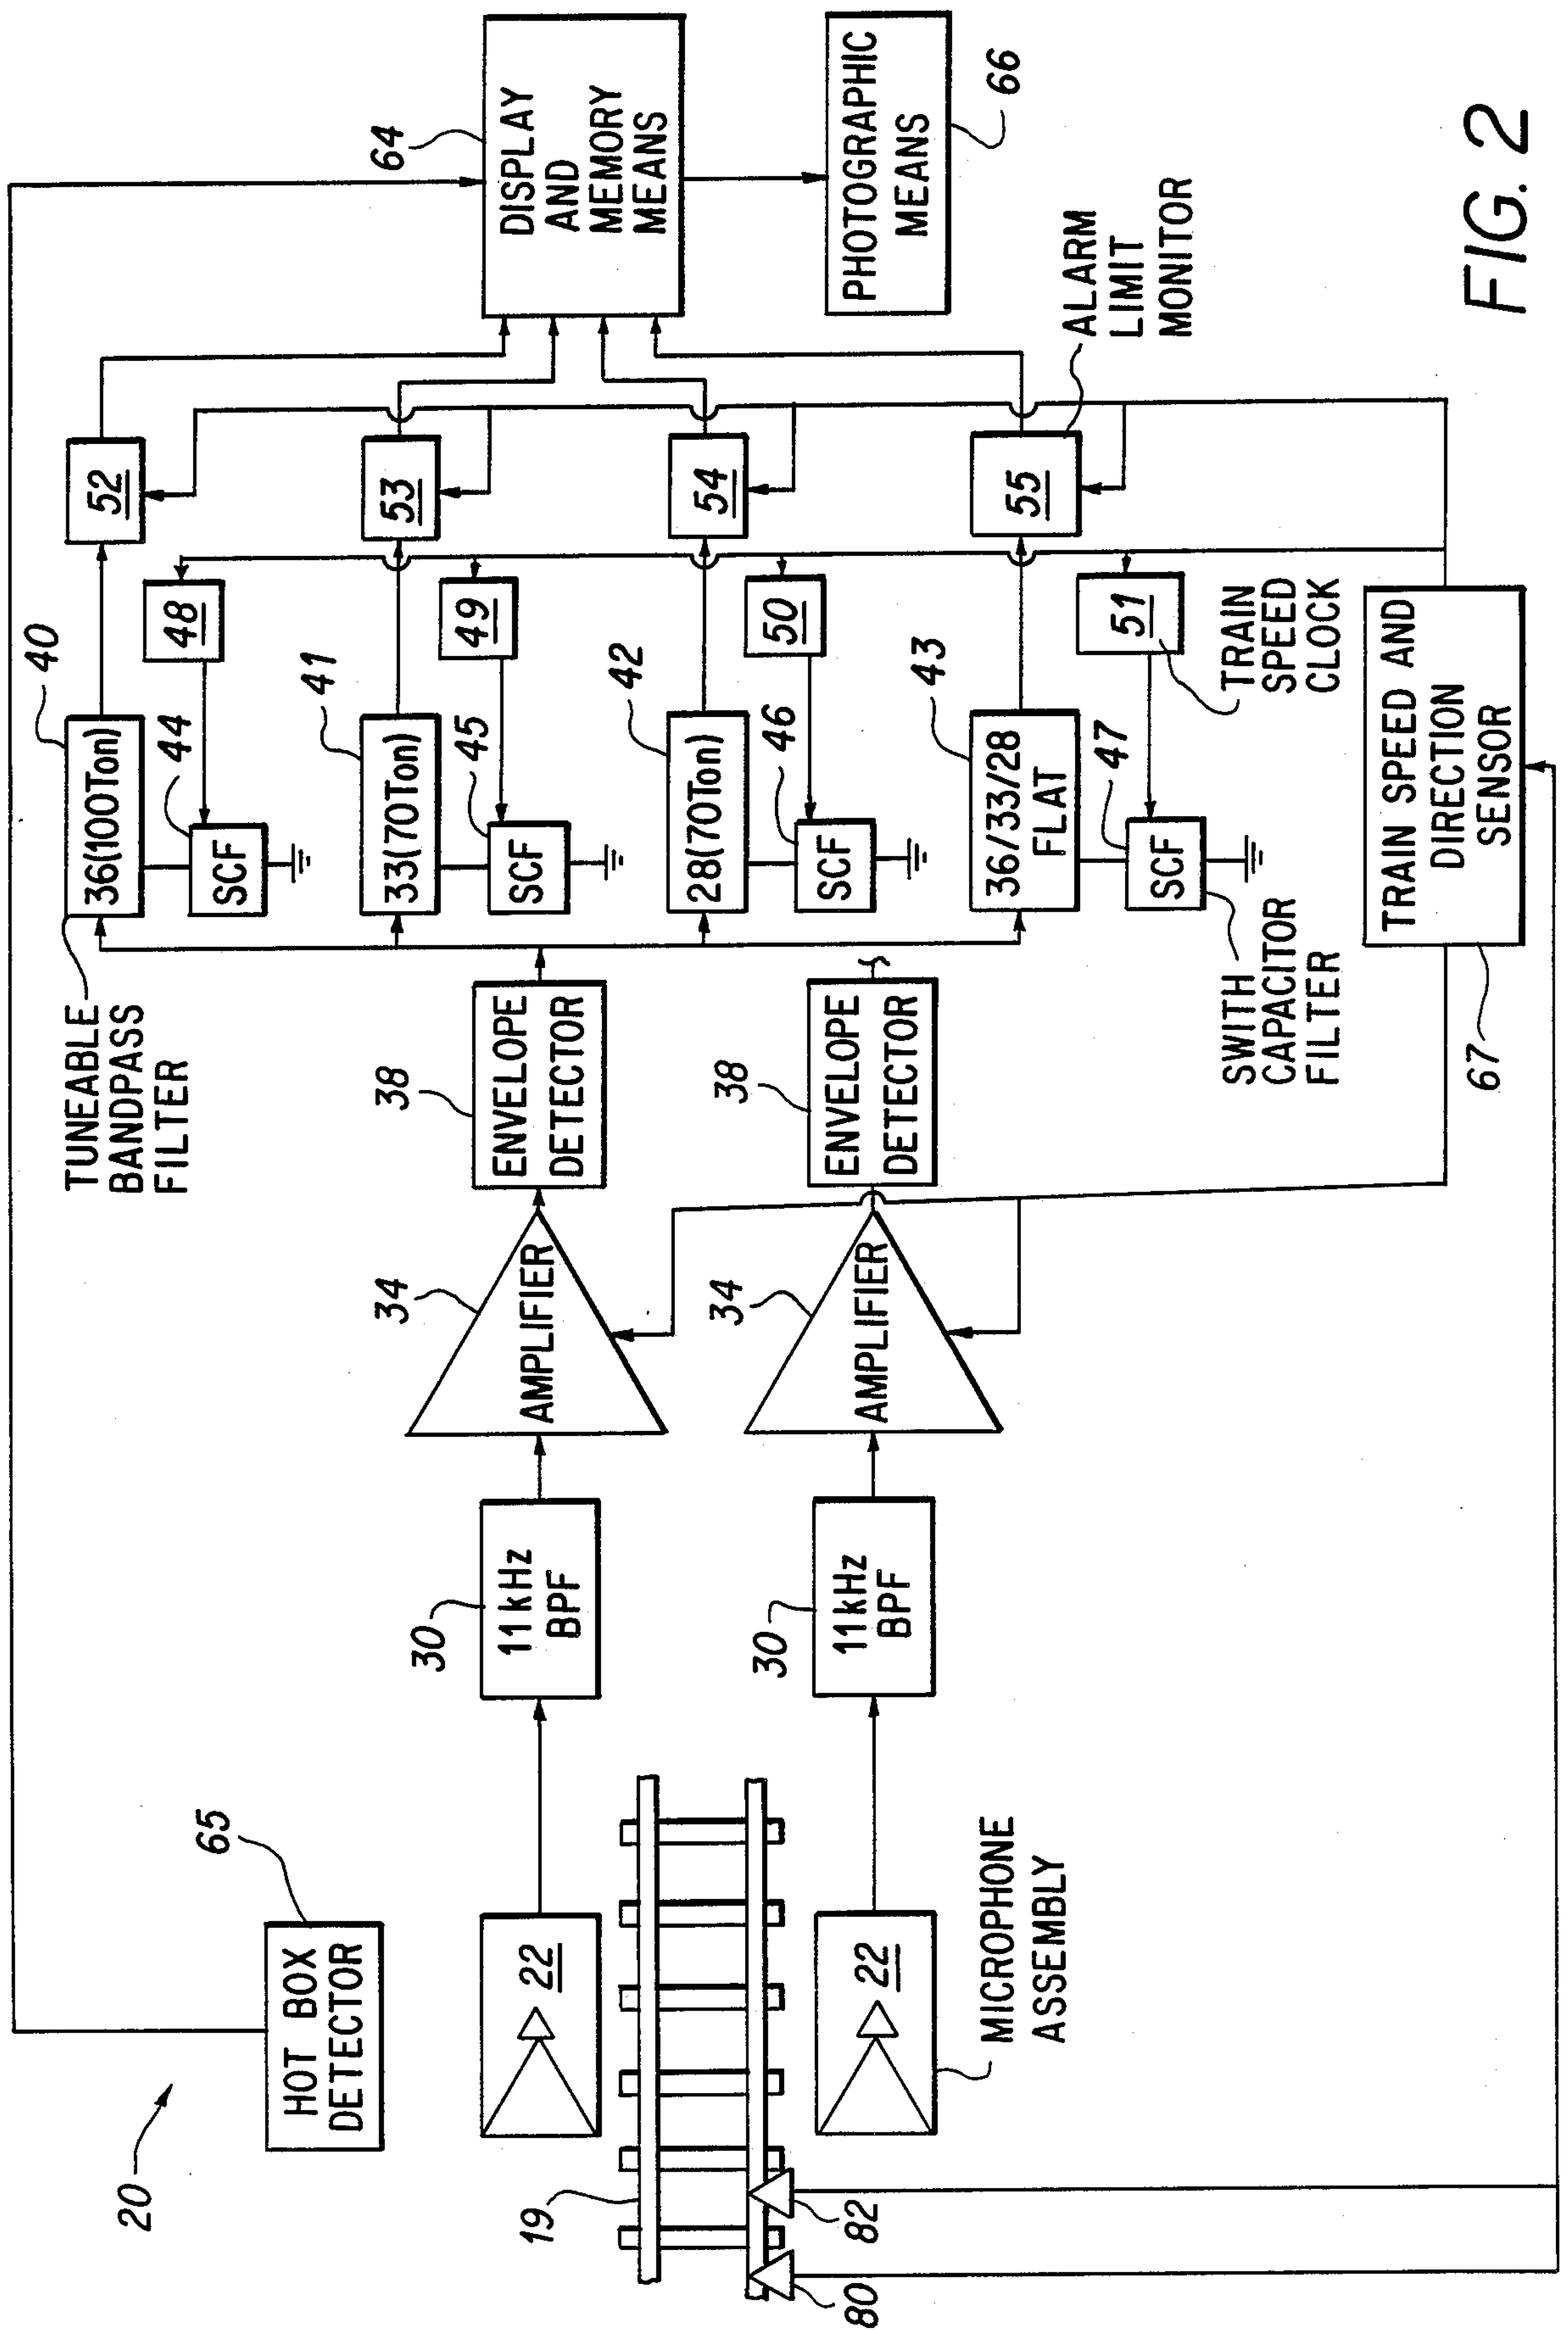 20
HOT BOX
DETECTOR
65
19
80
82
22
22
MICROPHONE
ASSEMBLY
30
11kHz
BPF
30
11kHz
BPF
34
AMPLIFIER
34
AMPLIFIER
38
ENVELOPE
DETECTOR
38
ENVELOPE
DETECTOR
TUNEABLE
BANDPASS
FILTER
40
36(100Ton)
44
SCF
48
52
41
33(70Ton)
45
SCF
49
53
42
28(70Ton)
46
SCF
50
54
43
36/33/28
FLAT
47
SCF
51
55
SWITH
CAPACITOR
FILTER
TRAIN
SPEED
CLOCK
ALARM
LIMIT
MONITOR
67
TRAIN SPEED AND
DIRECTION
SENSOR
64
DISPLAY
AND
MEMORY
MEANS
PHOTOGRAPHIC
MEANS
66
FIG. 2